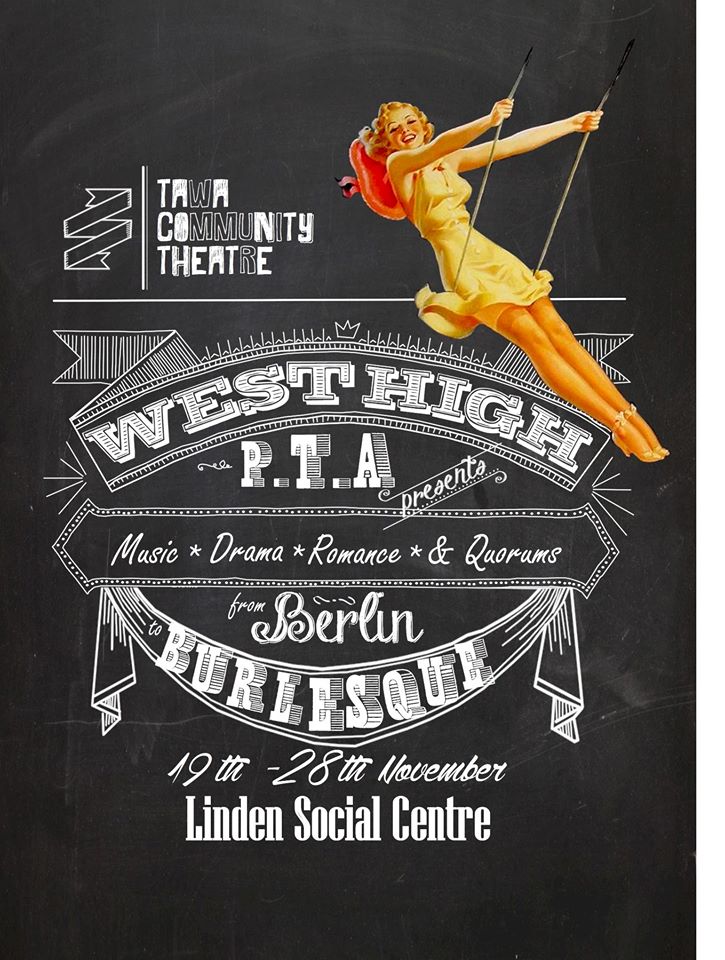 TAWA
COMMUNITY
THEATRE
WEST HIGH
P.T.A
presents...
Music * Drama * Romance * & Quorums
from Berlin
to BURLESQUE
19th - 28th November
Linden Social Centre